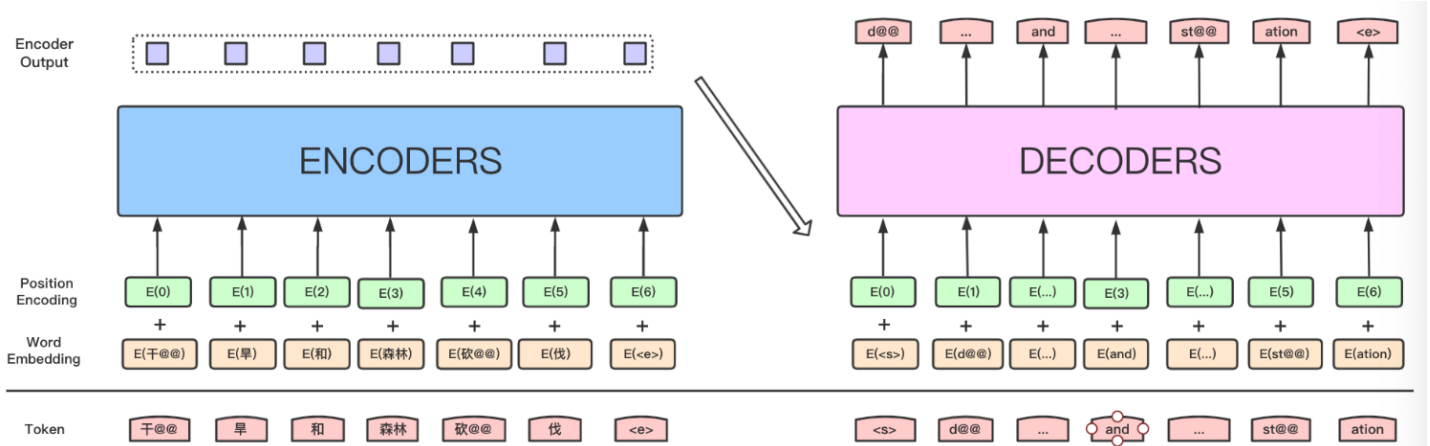 Encoder
Output
d@@ ... and ... st@@ ation <e>
ENCODERS
DECODERS
Position
Encoding
E(0) E(1) E(2) E(3) E(4) E(5) E(6)
E(0) E(1) E(...) E(3) E(...) E(5) E(6)
+ + + + + + +
+ + + + + + +
Word
Embedding
E(干@@) E(旱) E(和) E(森林) E(砍@@) E(伐) E(<e>)
E(<s>) E(d@@) E(...) E(and) E(...) E(st@@) E(ation)
Token
干@@ 旱 和 森林 砍@@ 伐 <e>
<s> d@@ ... and ... st@@ ation